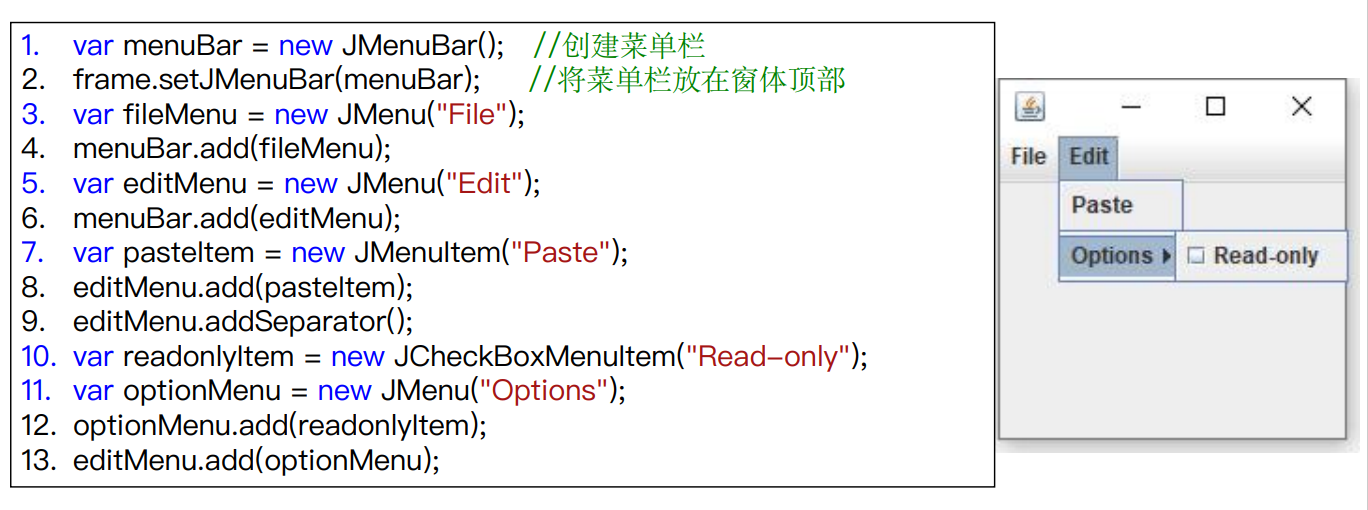 1. var menuBar = new JMenuBar(); //创建菜单栏
2. frame.setJMenuBar(menuBar); //将菜单栏放在窗体顶部
3. var fileMenu = new JMenu("File");
4. menuBar.add(fileMenu);
5. var editMenu = new JMenu("Edit");
6. menuBar.add(editMenu);
7. var pasteItem = new JMenuItem("Paste");
8. editMenu.add(pasteItem);
9. editMenu.addSeparator();
10. var readonlyItem = new JCheckBoxMenuItem("Read-only");
11. var optionMenu = new JMenu("Options");
12. optionMenu.add(readonlyItem);
13. editMenu.add(optionMenu);
File Edit
Paste
Options Read-only